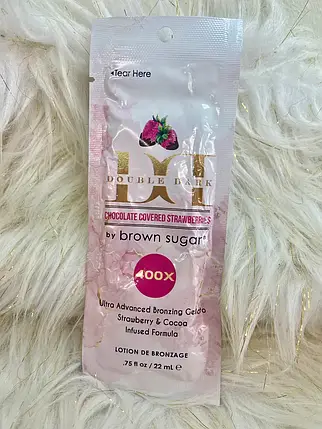 ◂Tear Here
DD
DOUBLE DARK
CHOCOLATE COVERED STRAWBERRIES
by brown sugar®
400X
Ultra Advanced Bronzing Gelato
Strawberry & Cocoa
Infused Formula
LOTION DE BRONZAGE
.75 fl oz / 22 ml ℮